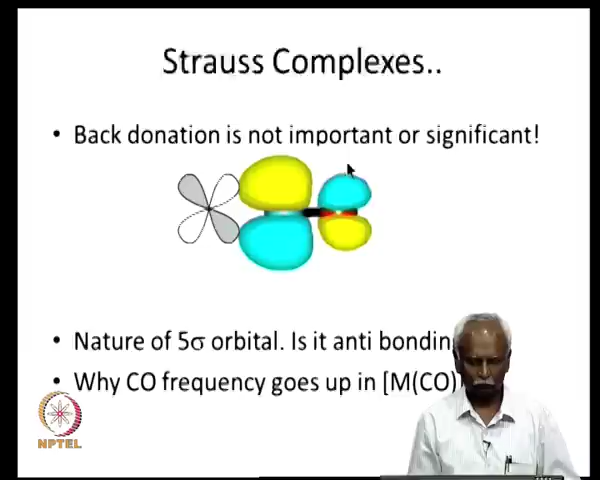 Strauss Complexes..
• Back donation is not important or significant!
• Nature of 5σ orbital. Is it anti
• Why CO frequency goes up in [M(CO)
NPTEL